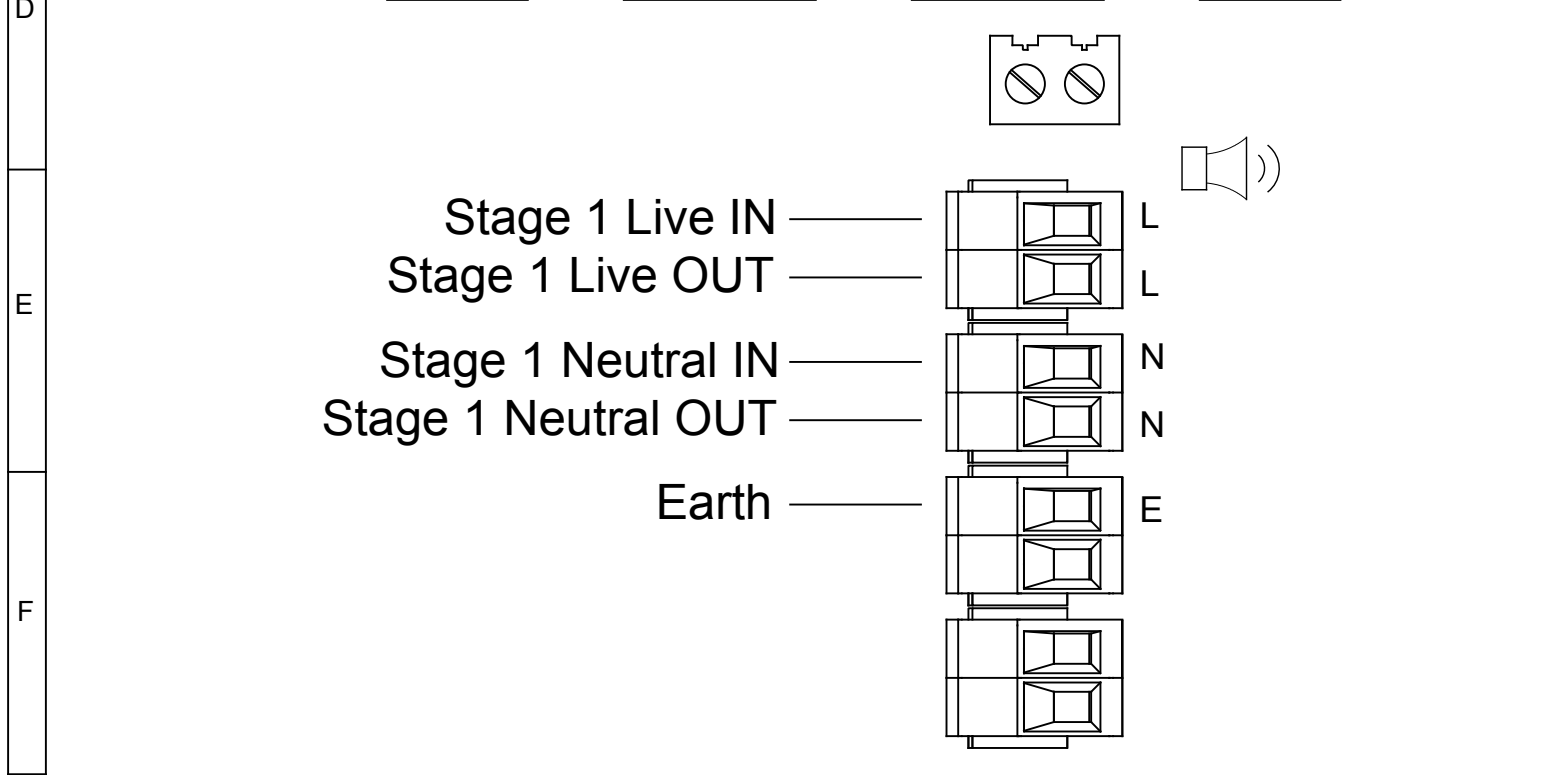 D
Stage 1 Live IN L
Stage 1 Live OUT L
E
Stage 1 Neutral IN N
Stage 1 Neutral OUT N
Earth E
F